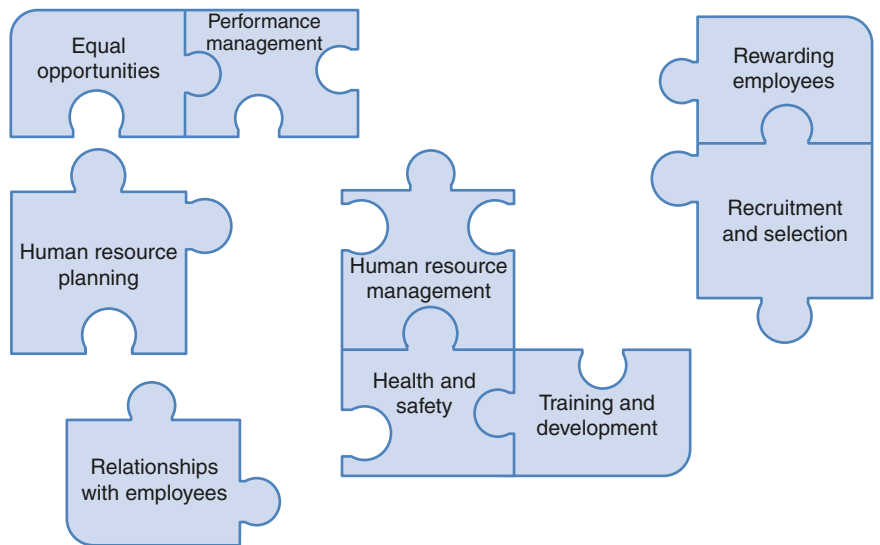 Equal
opportunities
Performance
management
Rewarding
employees
Human resource
planning
Human resource
management
Recruitment
and selection
Health and
safety
Training and
development
Relationships
with employees